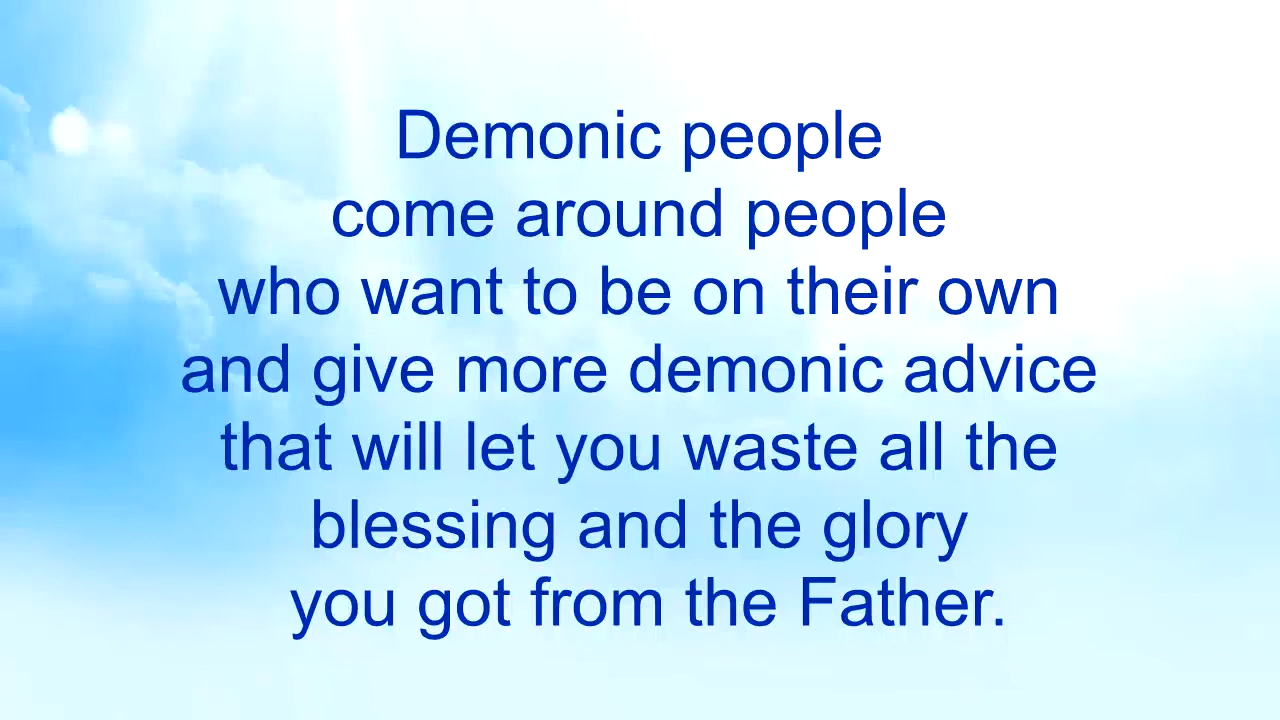 Demonic people
come around people
who want to be on their own
and give more demonic advice
that will let you waste all the
blessing and the glory
you got from the Father.